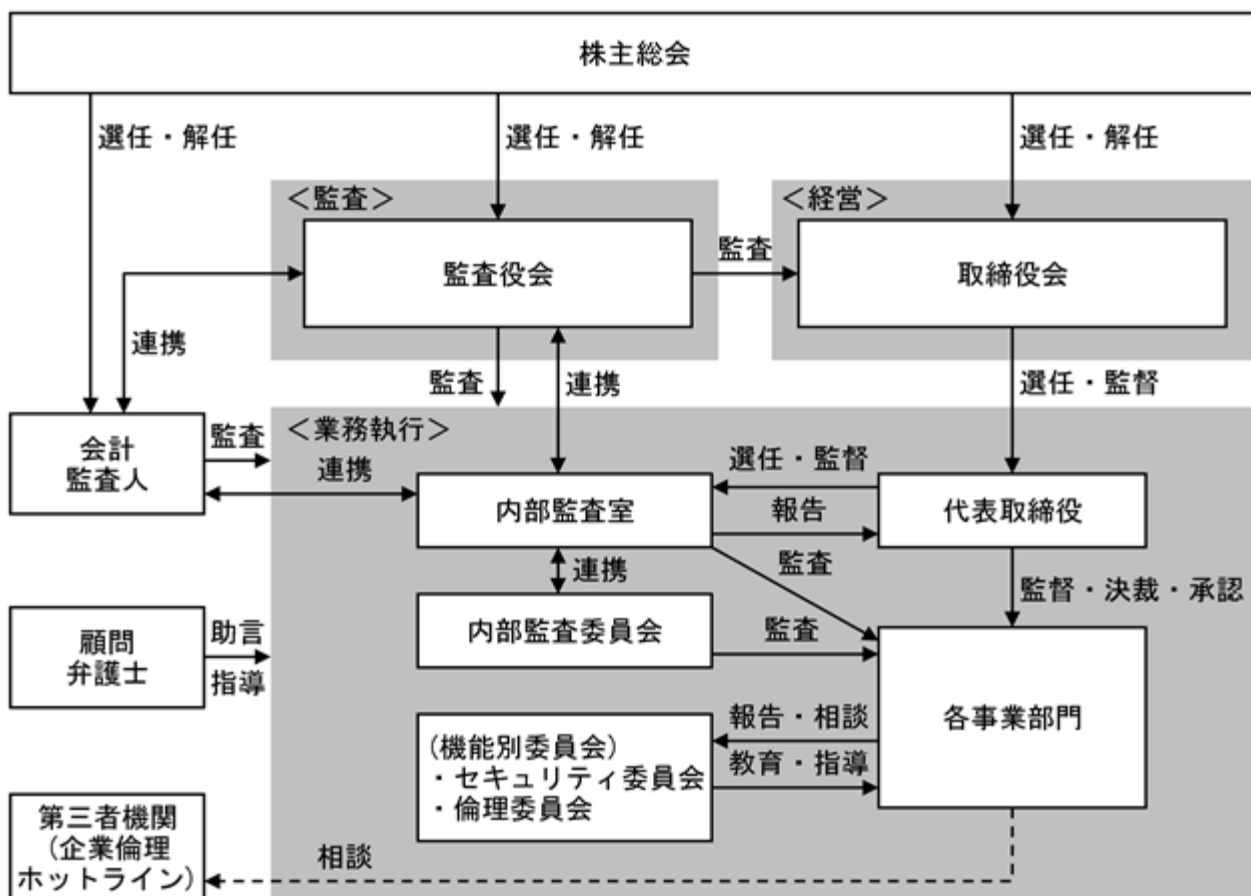 株主総会
選任・解任
選任・解任
選任・解任
＜監査＞
＜経営＞
監査役会
監査
取締役会
連携
監査
連携
選任・監督
会計
監査人
監査
＜業務執行＞
連携
選任・監督
内部監査室
報告
代表取締役
連携
監査
監督・決裁・承認
顧問
弁護士
助言
指導
内部監査委員会
監査
各事業部門
（機能別委員会）
・セキュリティ委員会
・倫理委員会
報告・相談
教育・指導
第三者機関
（企業倫理
ホットライン）
相談